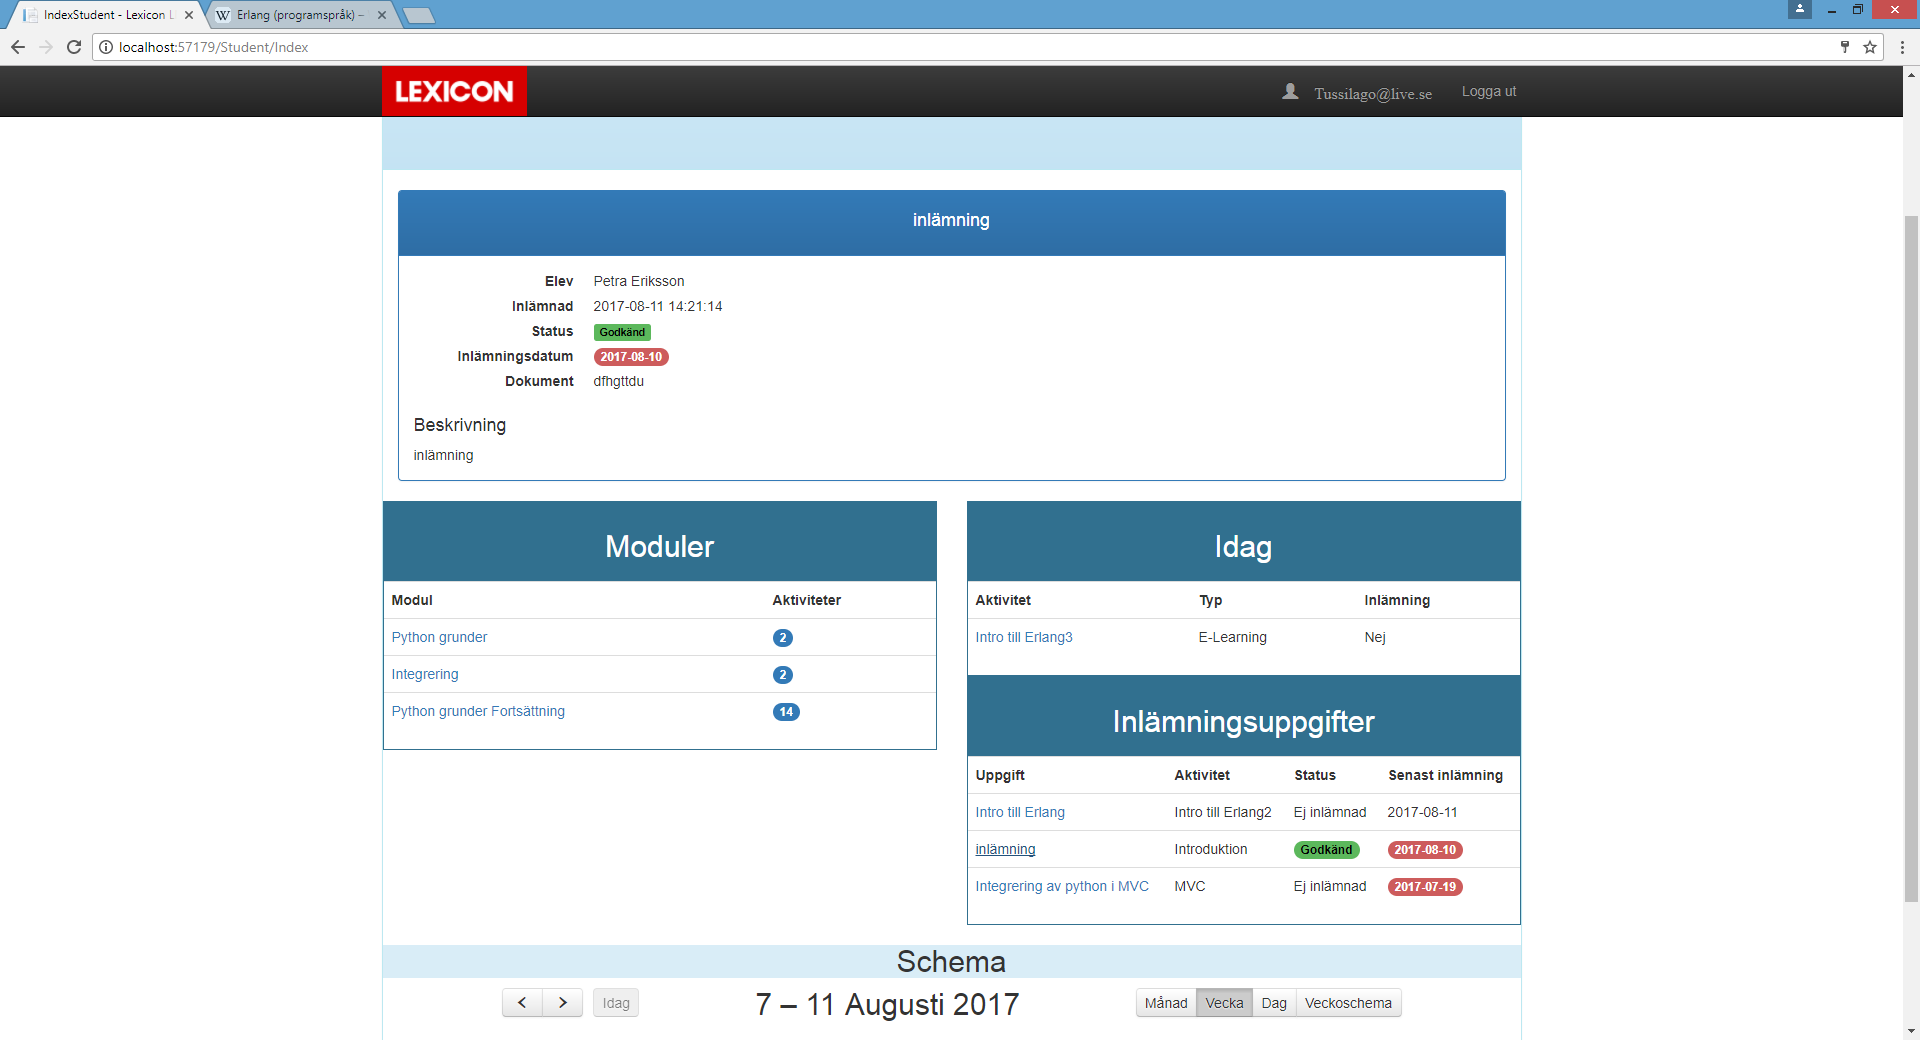 IndexStudent - Lexicon L
Erlang (programspråk) –
localhost:57179/Student/Index
LEXICON
Tussilago@live.se
Logga ut
inlämning
Elev Petra Eriksson
Inlämnad 2017-08-11 14:21:14
Status Godkänd
Inlämningsdatum 2017-08-10
Dokument dfhgttdu
Beskrivning
inlämning
Moduler
Modul Aktiviteter
Python grunder 2
Integrering 2
Python grunder Fortsättning 14
Idag
Aktivitet Typ Inlämning
Intro till Erlang3 E-Learning Nej
Inlämningsuppgifter
Uppgift Aktivitet Status Senast inlämning
Intro till Erlang Intro till Erlang2 Ej inlämnad 2017-08-11
inlämning Introduktion Godkänd 2017-08-10
Integrering av python i MVC MVC Ej inlämnad 2017-07-19
Schema
Idag
7 – 11 Augusti 2017
Månad Vecka Dag Veckoschema